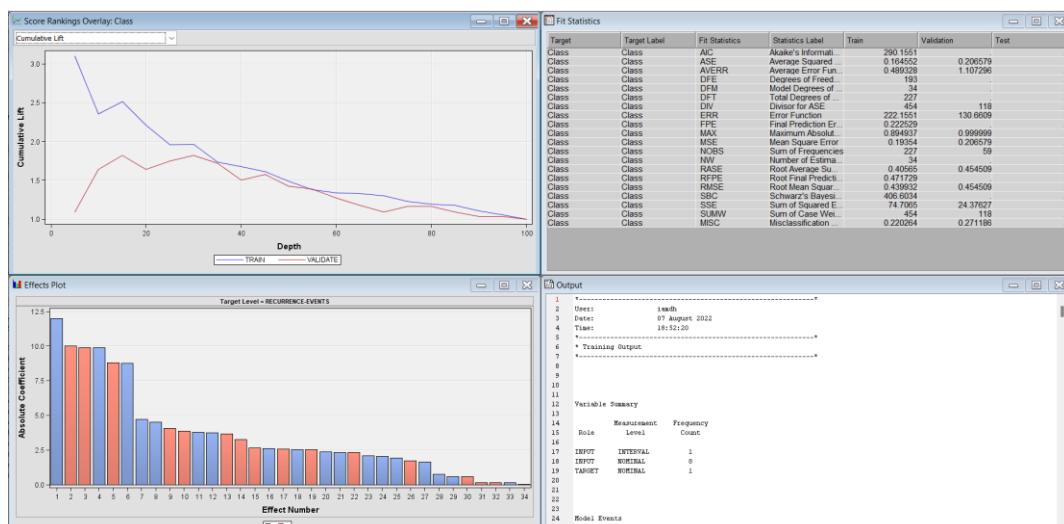 Score Rankings Overlay: Class
Cumulative Lift
3.0
2.5
2.0
1.5
1.0
Cumulative Lift
0 20 40 60 80 100
Depth
TRAIN VALIDATE
Fit Statistics
Target Target Label Fit Statistics Statistics Label Train Validation Test
Class Class AIC Akaike's Informati... 290.1551 .
Class Class ASE Average Squared ... 0.164552 0.206579
Class Class AVERR Average Error Fun... 0.489328 1.107296
Class Class DFE Degrees of Freed... 193 .
Class Class DFM Model Degrees of ... 34 .
Class Class DFT Total Degrees of ... 227 .
Class Class DIV Divisor for ASE 454 118
Class Class ERR Error Function 222.1551 130.6609
Class Class FPE Final Prediction Er... 0.222529 .
Class Class MAX Maximum Absolut... 0.894937 0.999999
Class Class MSE Mean Square Error 0.19354 0.206579
Class Class NOBS Sum of Frequencies 227 59
Class Class NW Number of Estima... 34 .
Class Class RASE Root Average Su... 0.40565 0.454509
Class Class RFPE Root Final Predicti... 0.471729 .
Class Class RMSE Root Mean Squar... 0.439932 0.454509
Class Class SBC Schwarz's Bayesi... 406.6034 .
Class Class SSE Sum of Squared E... 74.7065 24.37627
Class Class SUMW Sum of Case Wei... 454 118
Class Class MISC Misclassification ... 0.220264 0.271186
Effects Plot
Target Level = RECURRENCE-EVENTS
12.5
10.0
7.5
5.0
2.5
0.0
Absolute Coefficient
1 2 3 4 5 6 7 8 9 10 11 12 13 14 15 16 17 18 19 20 21 22 23 24 25 26 27 28 29 30 31 32 33 34
Effect Number
Output
1 *------------------------------------------------------------*
2 User: ismdh
3 Date: 07 August 2022
4 Time: 18:52:20
5 *------------------------------------------------------------*
6 * Training Output
7 *------------------------------------------------------------*
8
9
10
11
12 Variable Summary
13
14 Measurement Frequency
15 Role Level Count
16
17 INPUT INTERVAL 1
18 INPUT NOMINAL 8
19 TARGET NOMINAL 1
20
21
22
23
24 Model Events